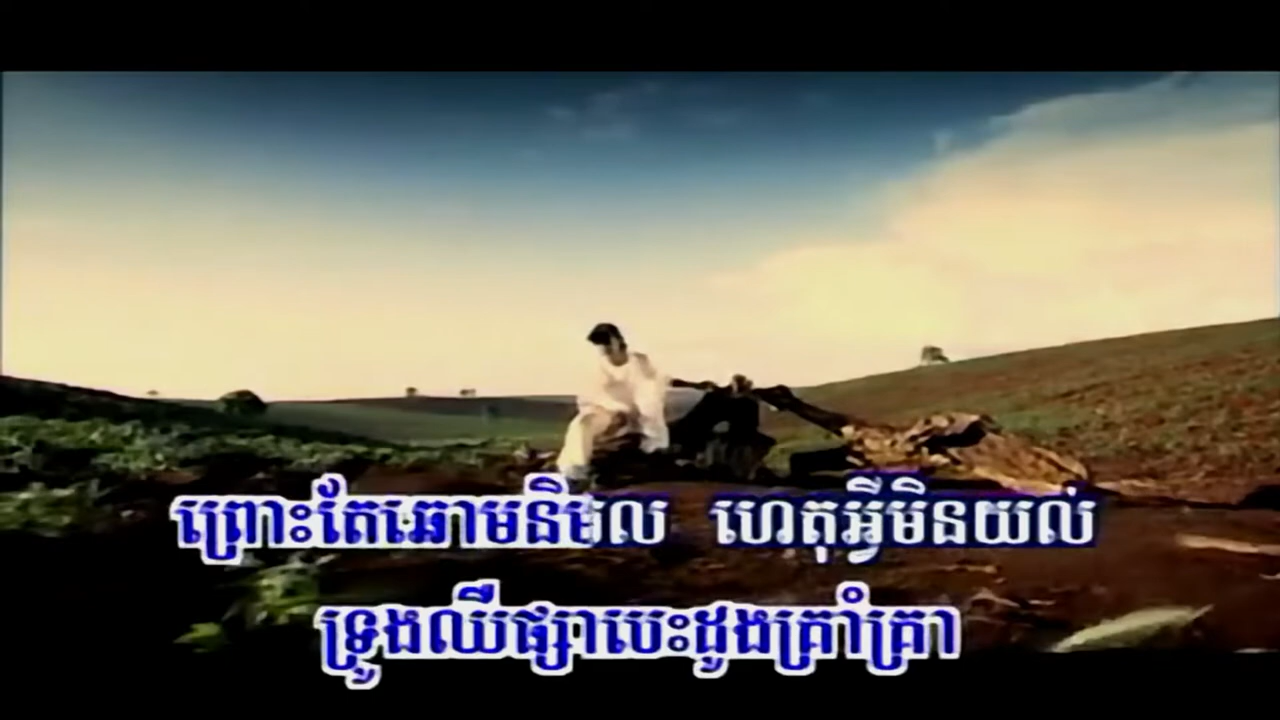 ព្រោះតែឆោមនិមល ហេតុអ្វីមិនយល់
ទ្រូងឈឺផ្សាបេះដូងគ្រាំគ្រា